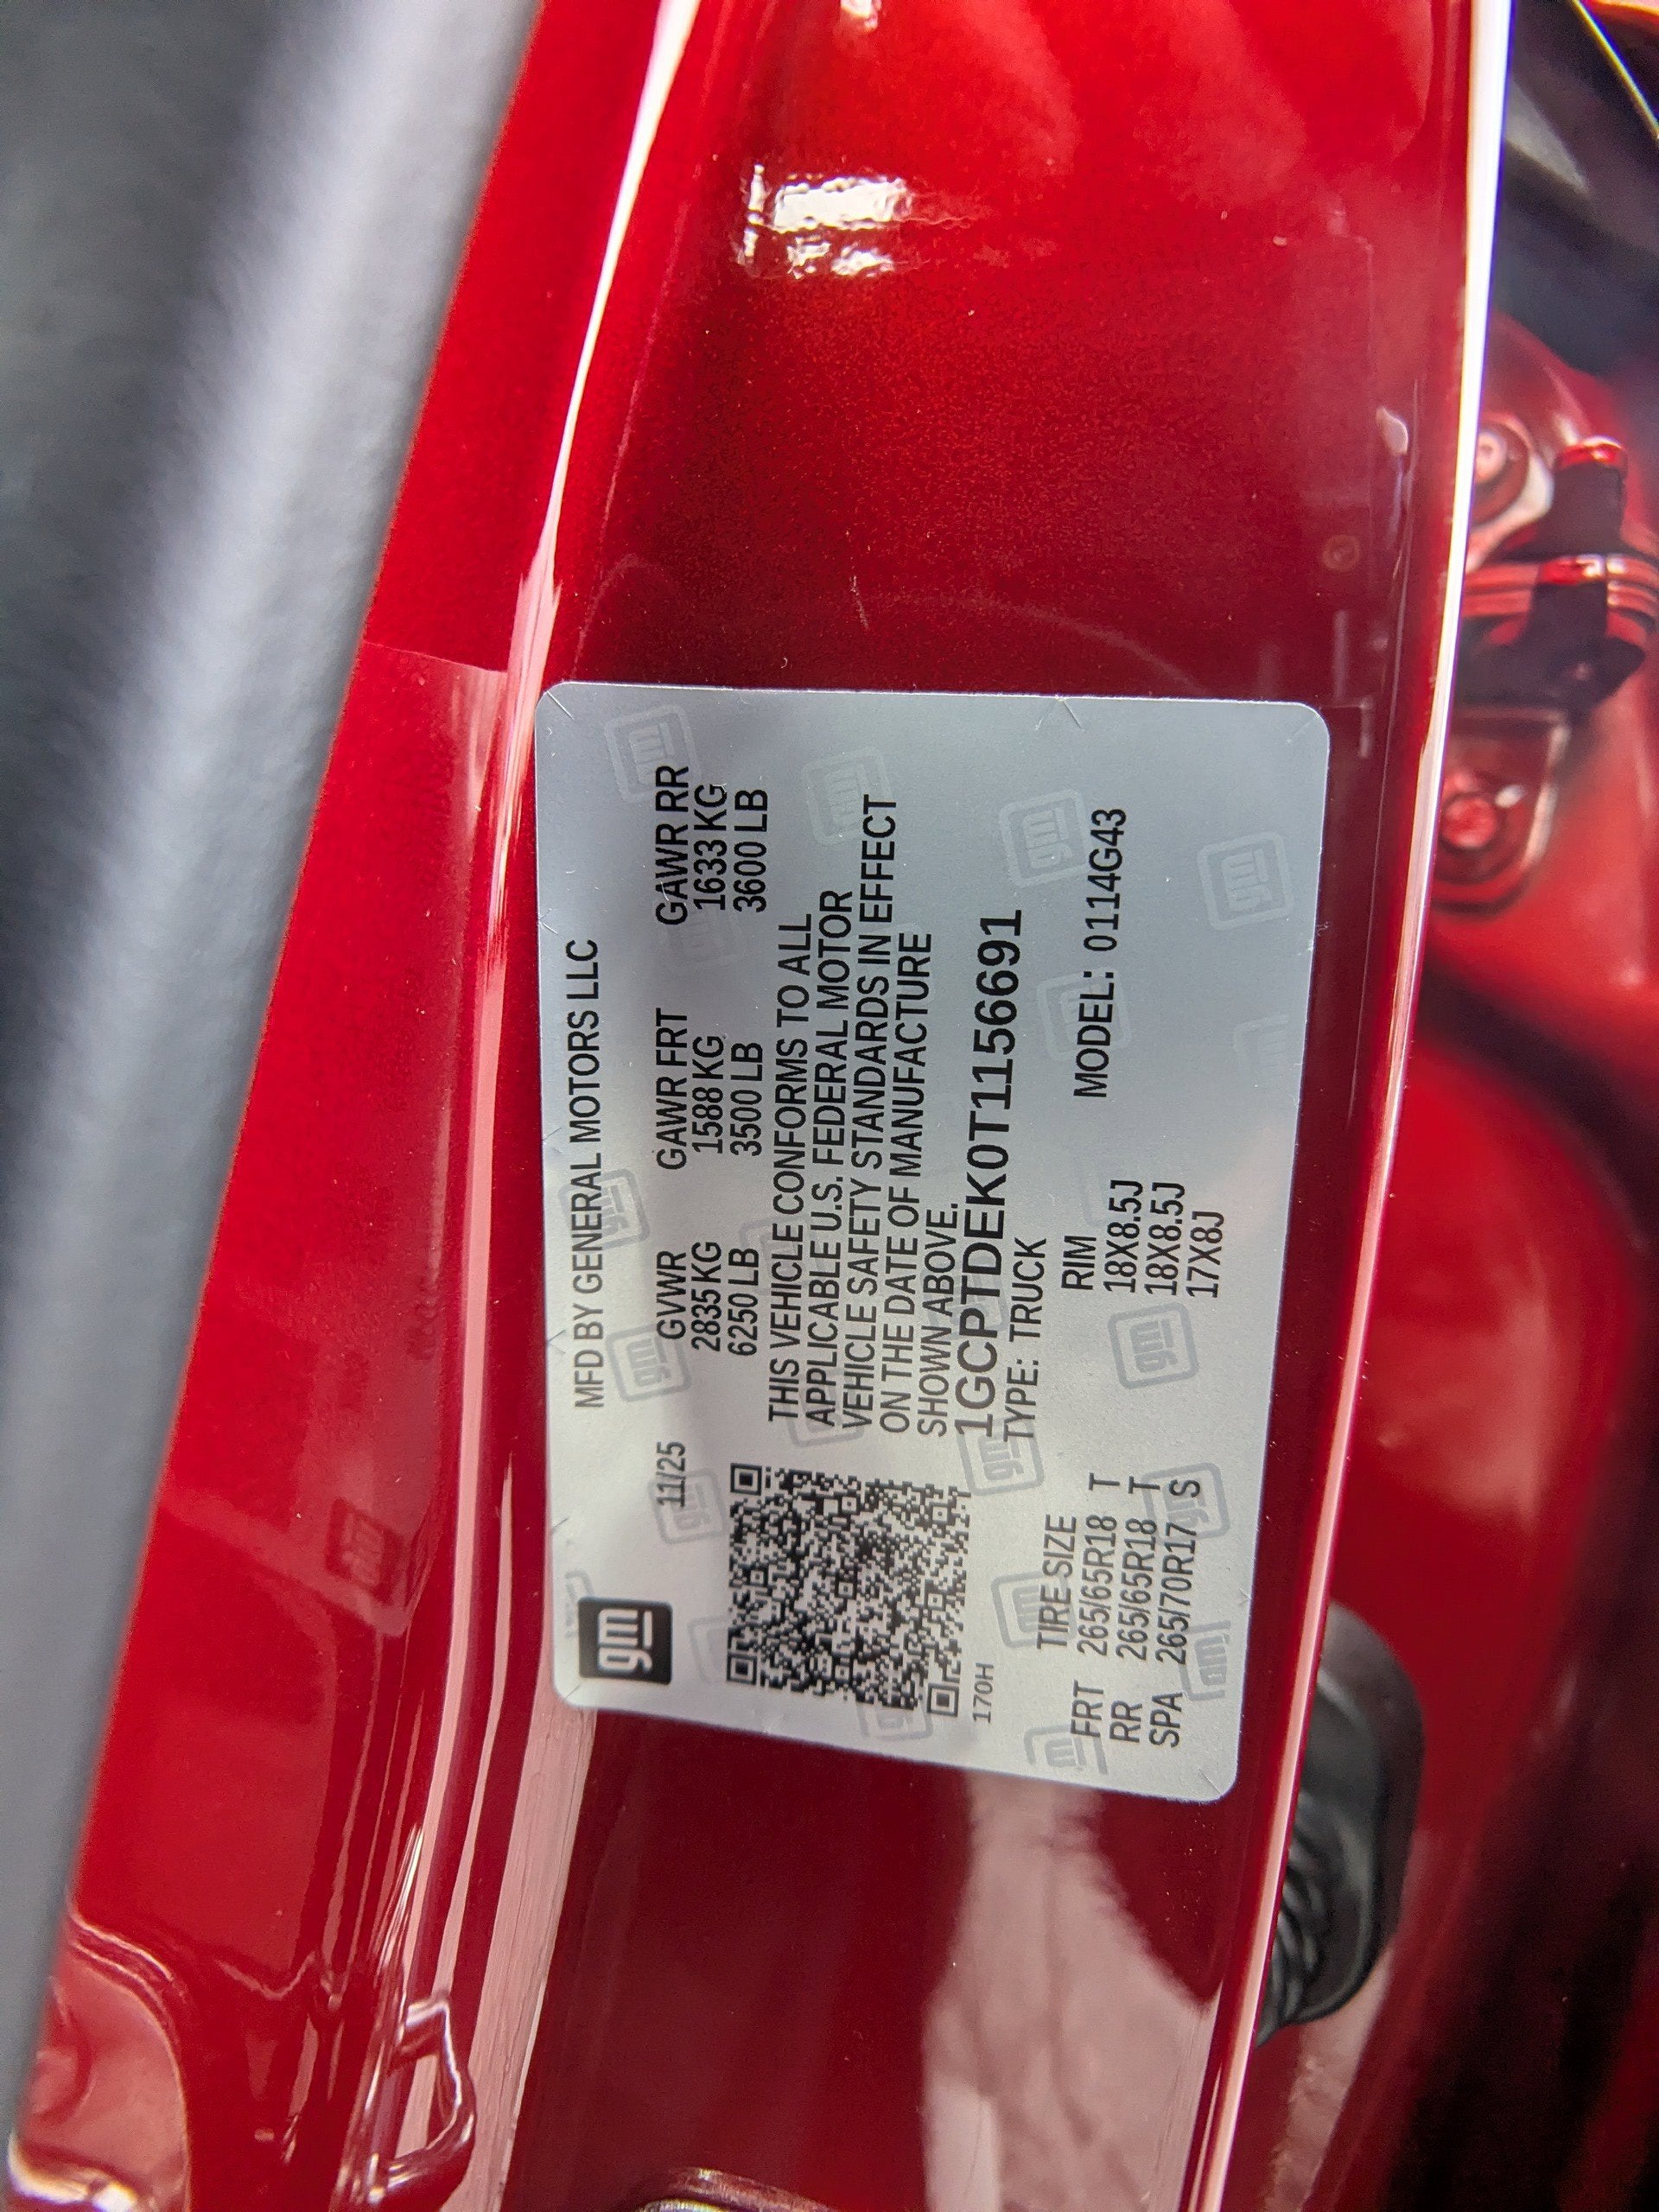 gm
MFD BY GENERAL MOTORS LLC
11/25 GVWR GAWR FRT GAWR RR
2835 KG 1588 KG 1633 KG
6250 LB 3500 LB 3600 LB
THIS VEHICLE CONFORMS TO ALL
APPLICABLE U.S. FEDERAL MOTOR
VEHICLE SAFETY STANDARDS IN EFFECT
ON THE DATE OF MANUFACTURE
SHOWN ABOVE.
1GCPTDEK0T1156691
170H TYPE: TRUCK
TIRE SIZE RIM MODEL: 0114G43
FRT 265/65R18 T 18X8.5J
RR 265/65R18 T 18X8.5J
SPA 265/70R17 S 17X8J